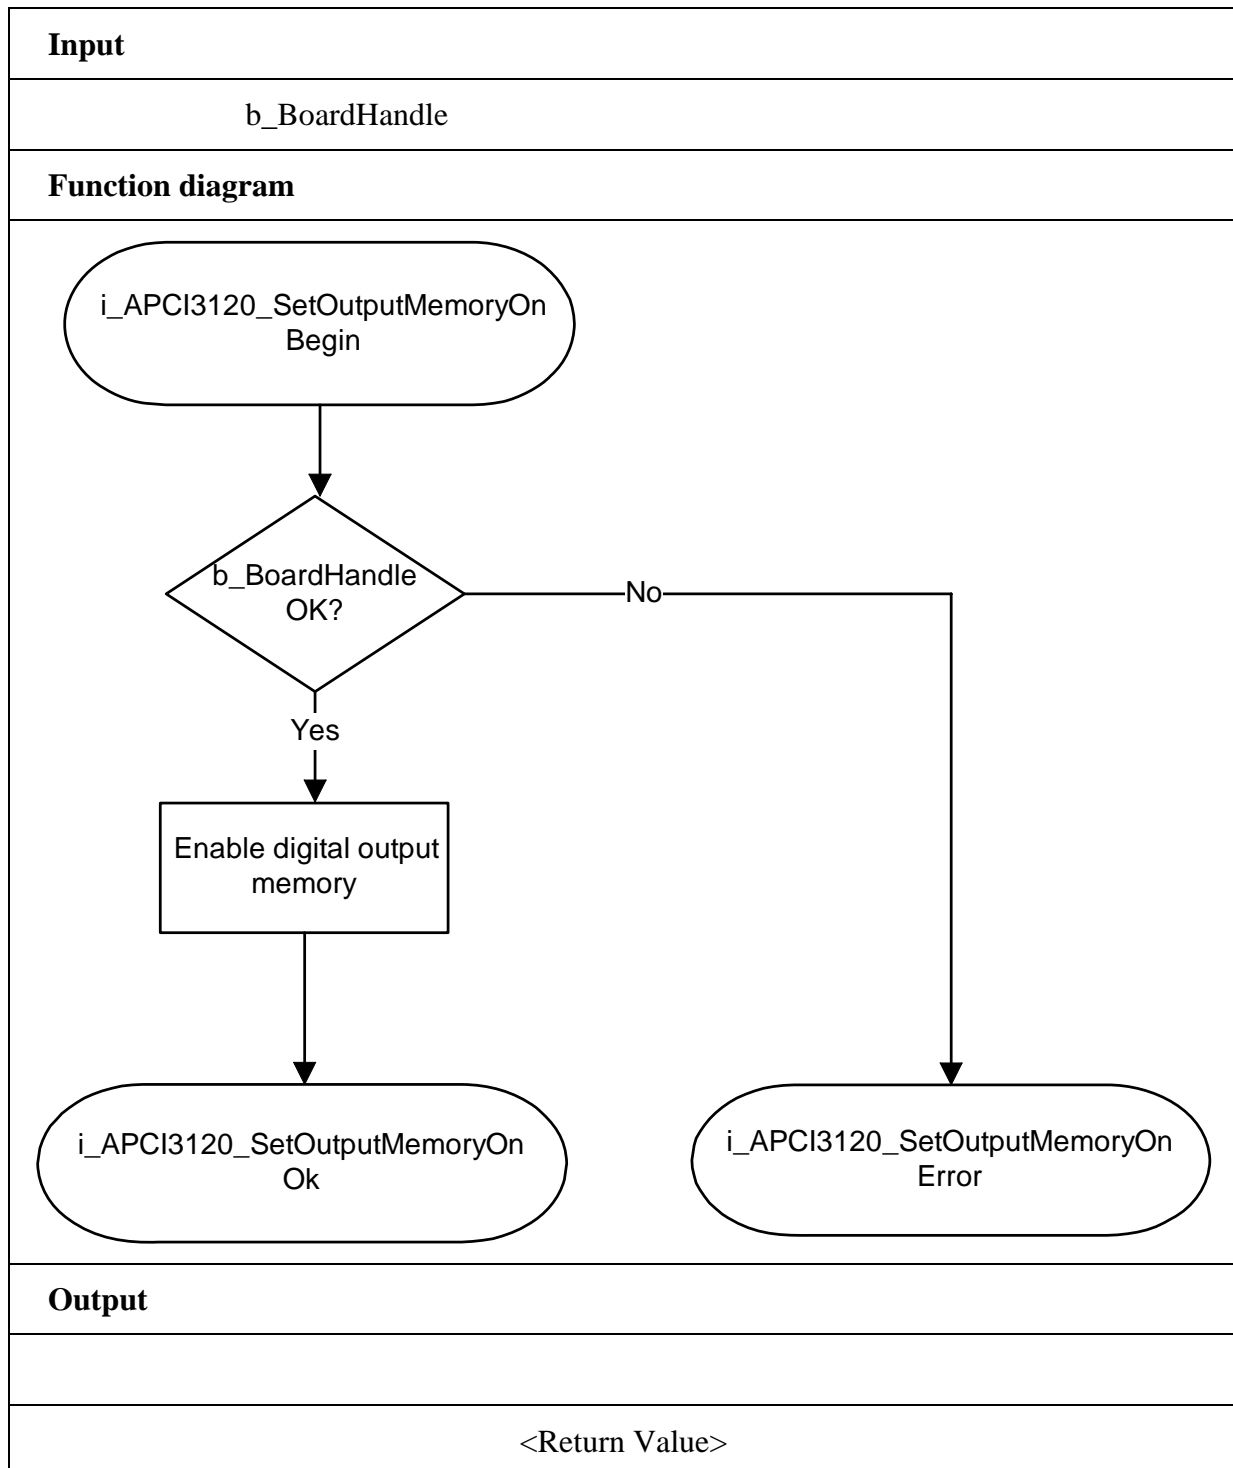 Input
b_BoardHandle
Function diagram
i_APCI3120_SetOutputMemoryOn
Begin
b_BoardHandle
OK?
No
Yes
Enable digital output
memory
i_APCI3120_SetOutputMemoryOn
Ok
i_APCI3120_SetOutputMemoryOn
Error
Output
<Return Value>